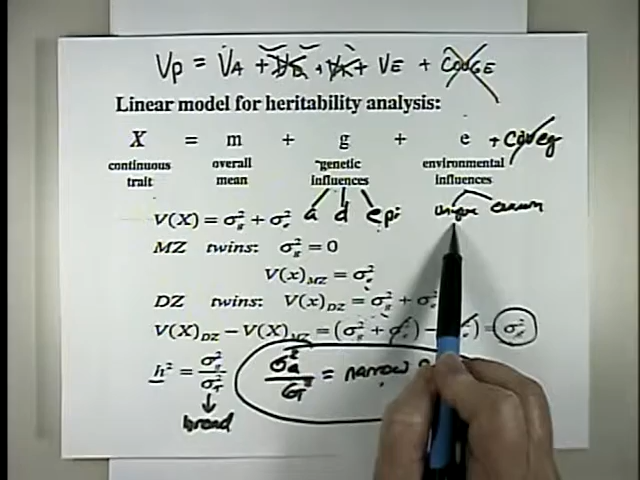 Vp = VA + VD + VI + VE + COVGE
Linear model for heritability analysis:
X = m + g + e + Coveg
continuous trait overall mean genetic influences environmental influences
a d epi unique common
V(X) = σ²g + σ²e
MZ twins: σ²g = 0
V(x)MZ = σ²e
DZ twins: V(x)DZ = σ²g + σ²e
V(X)DZ − V(X)MZ = (σ²g + σ²e) − σ²e = σ²g
h² = σ²g / σ²T σ²a / σ² = narrow
broad